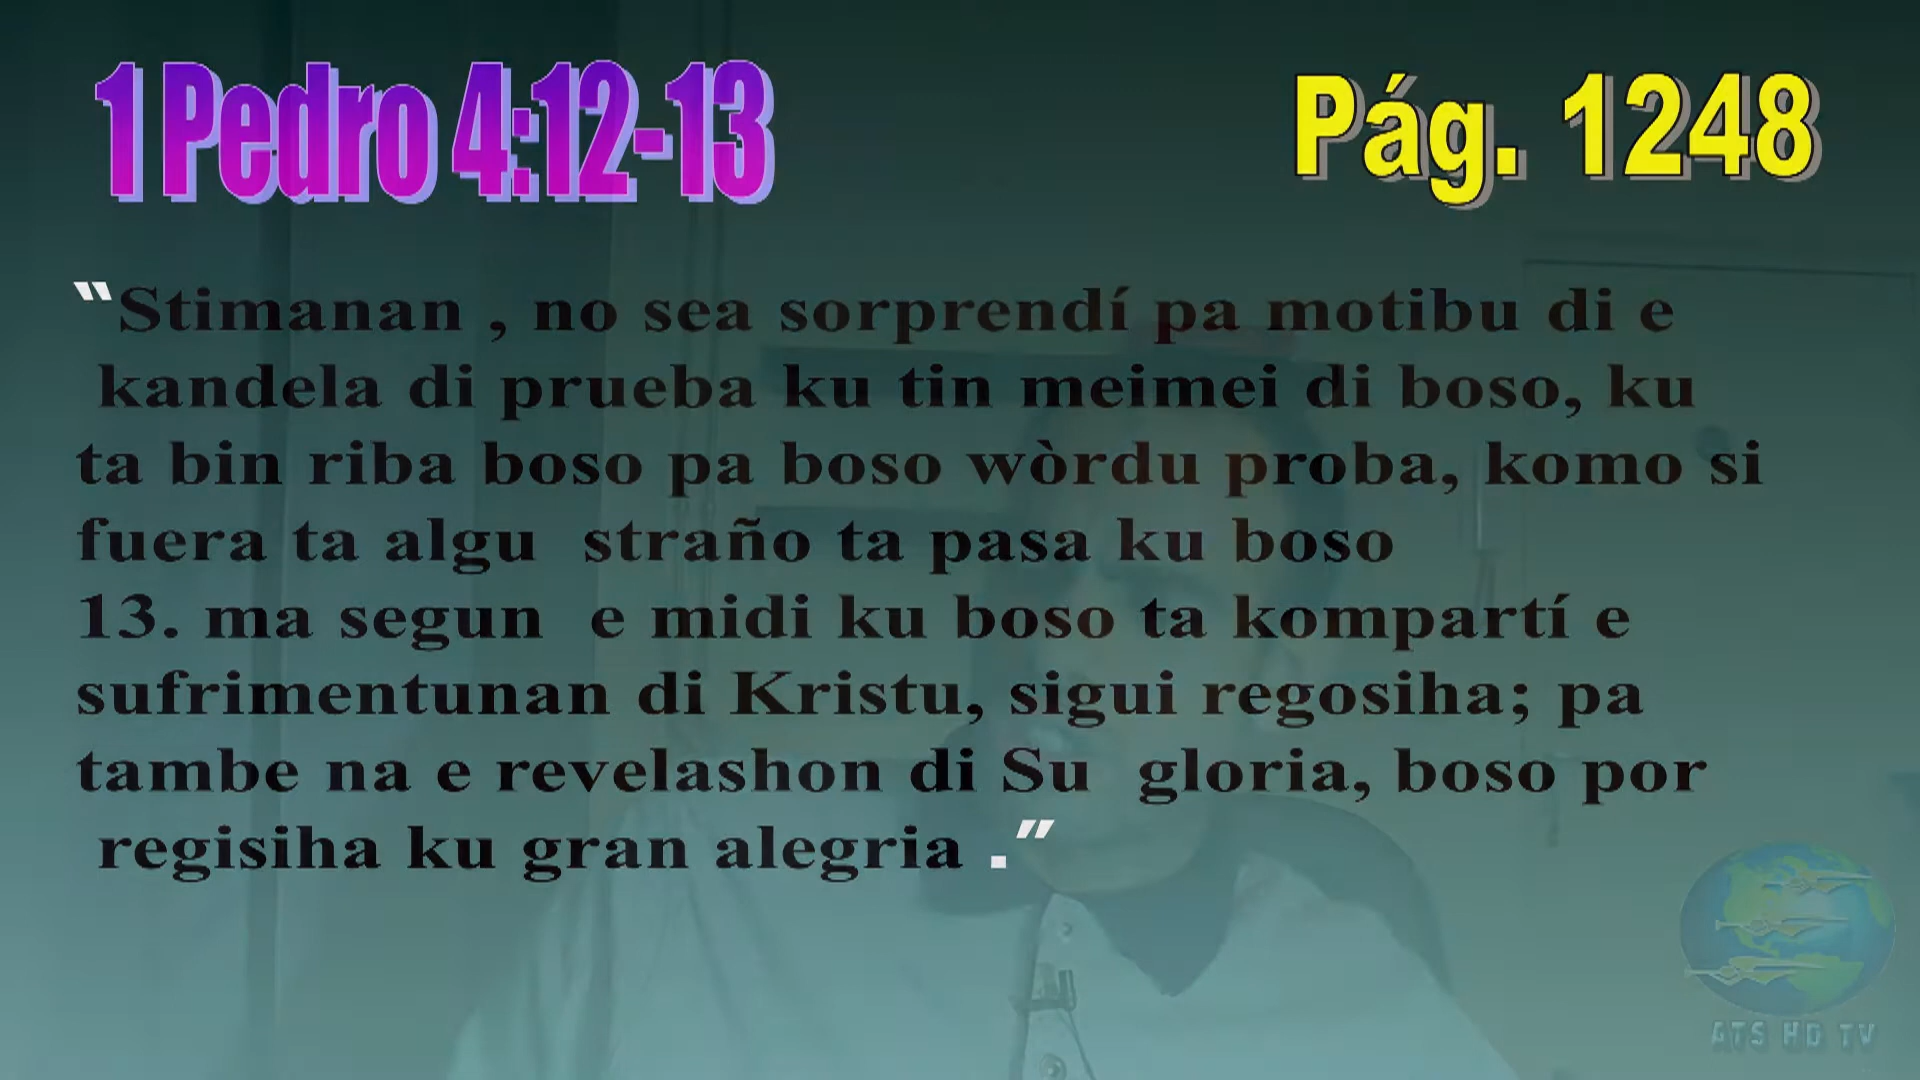 1 Pedro 4:12-13
Pág. 1248
“Stimanan , no sea sorprendí pa motibu di e
kandela di prueba ku tin meimei di boso, ku
ta bin riba boso pa boso wòrdu proba, komo si
fuera ta algu straño ta pasa ku boso
13. ma segun e midi ku boso ta kompartí e
sufrimentunan di Kristu, sigui regosiha; pa
tambe na e revelashon di Su gloria, boso por
regisiha ku gran alegria .”
ATS HD TV